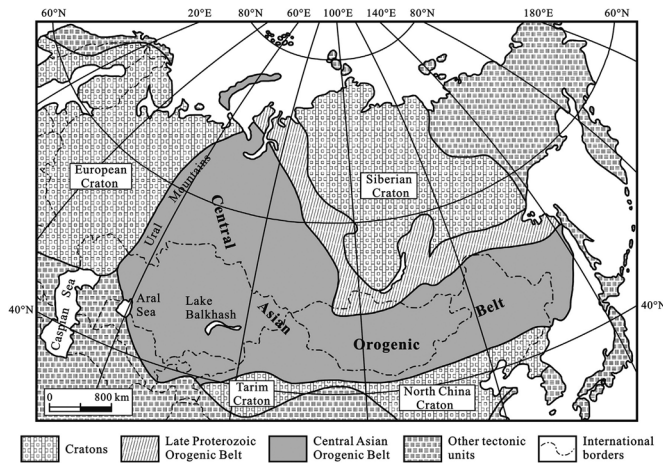 60°N 20°E 80°N 60°E 100°E 140°E 80°N 180°E 60°N
European
Craton
Siberian
Craton
Ural Mountains
Central
Asian
Orogenic
Belt
Caspian Sea
Aral
Sea
Lake
Balkhash
40°N
40°N
Tarim
Craton
North China
Craton
0 800 km
Cratons
Late Proterozoic
Orogenic Belt
Central Asian
Orogenic Belt
Other tectonic
units
International
borders